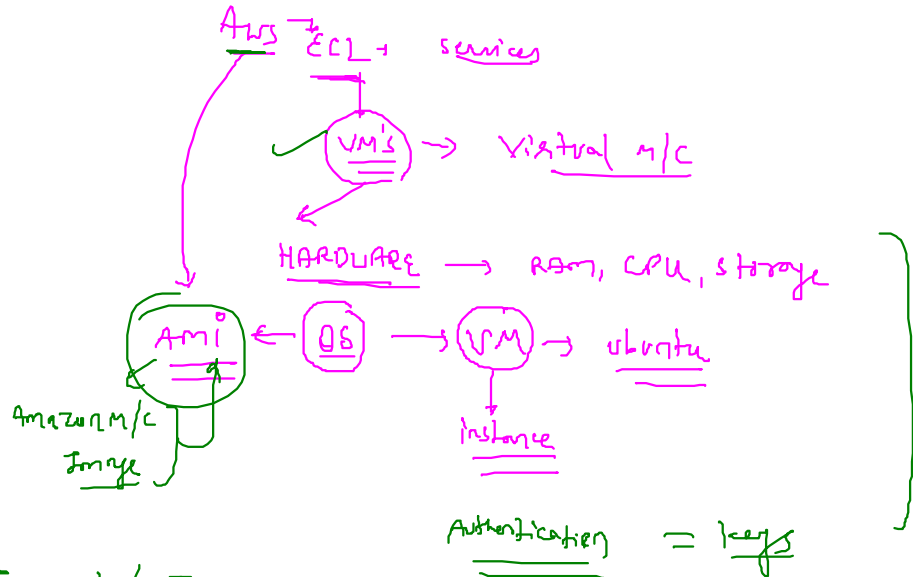 AWS → EC2 → services
VM's → Virtual M/C
HARDWARE → RAM, CPU, storage
AMI ← OS → VM → ubuntu
Amazon M/C
Image
instance
Authentication = keys